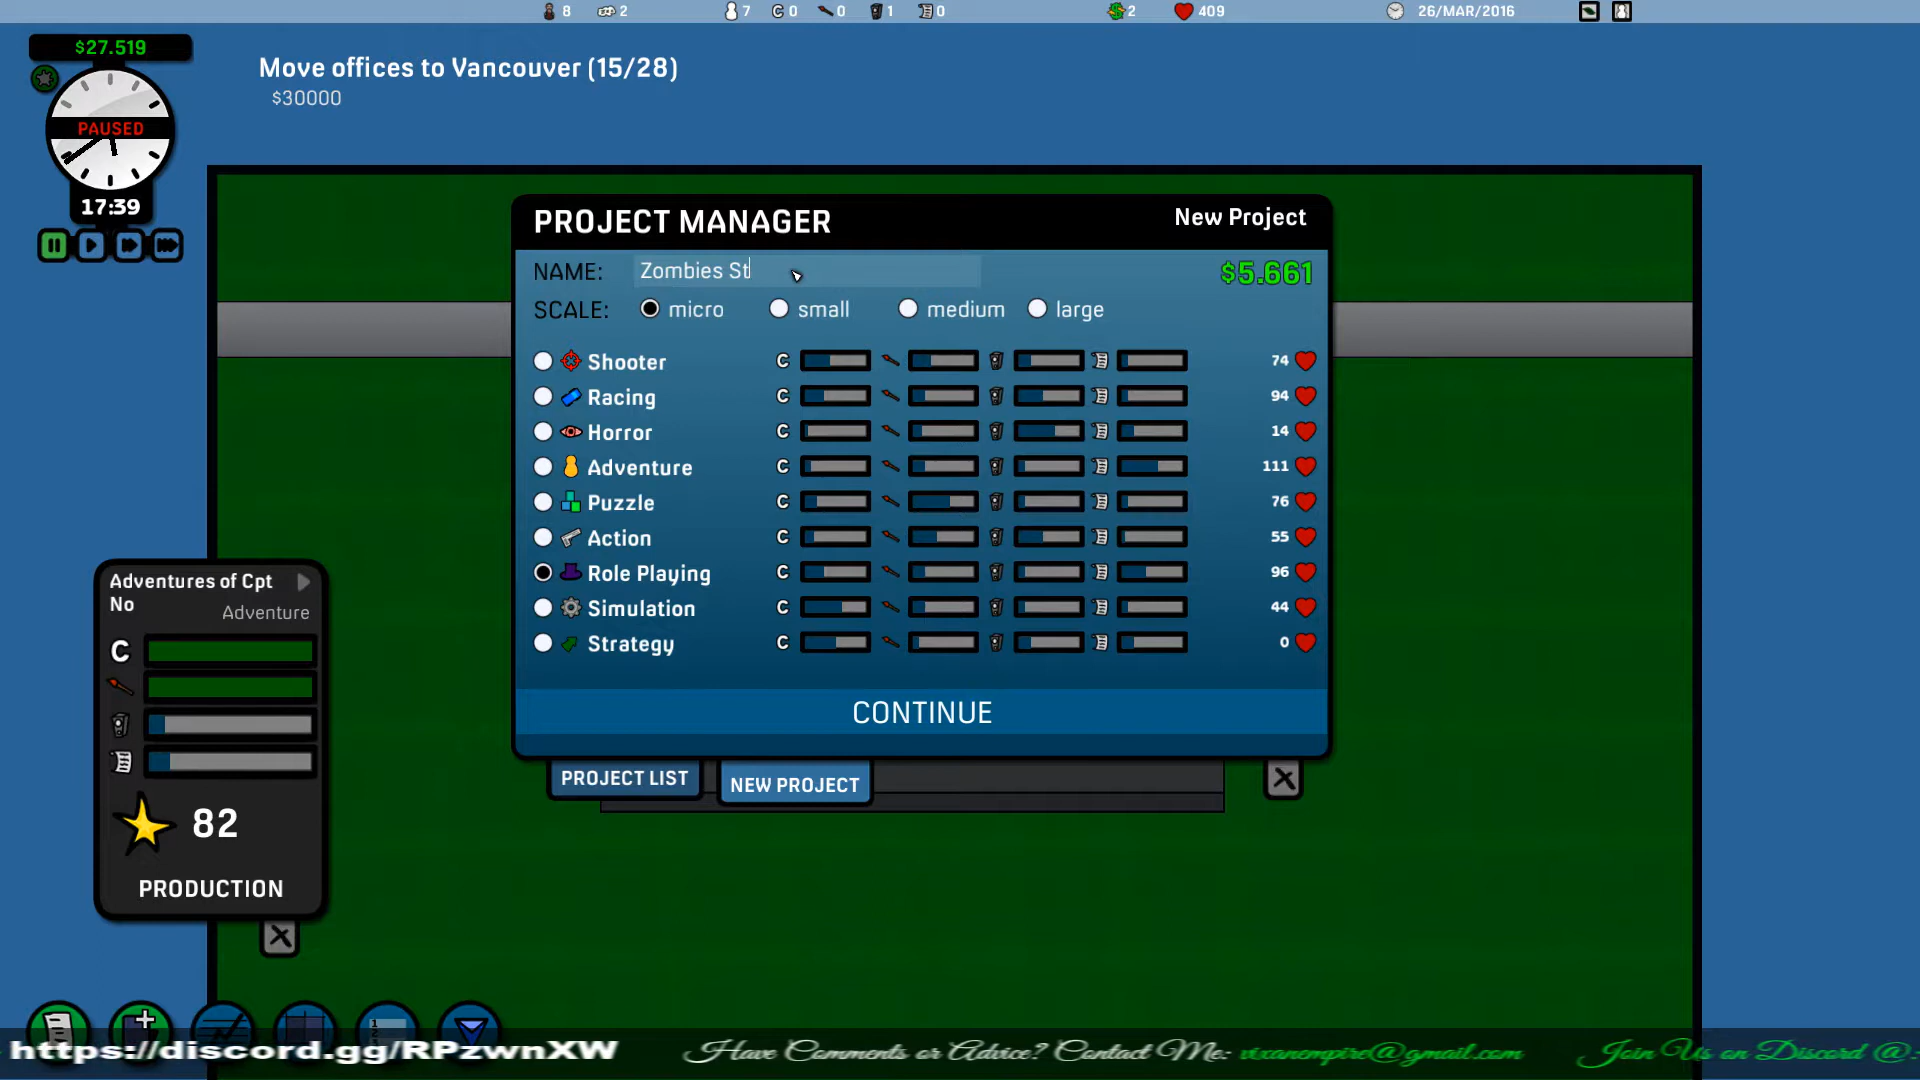 8 2 7 C 0 0 1 0 2 409 26/MAR/2016
$27.519
Move offices to Vancouver (15/28)
$30000
PAUSED
17:39
PROJECT MANAGER
New Project
NAME: Zombies St
$5.661
SCALE: micro small medium large
Shooter C 74
Racing C 94
Horror C 14
Adventure C 111
Puzzle C 76
Action C 55
Role Playing C 96
Simulation C 44
Strategy C 0
CONTINUE
PROJECT LIST NEW PROJECT X
Adventures of Cpt
No
Adventure
C
82
PRODUCTION
X
https://discord.gg/RPzwnXW Have Comments or Advice? Contact Me: vixanempire@gmail.com Join Us on Discord @: